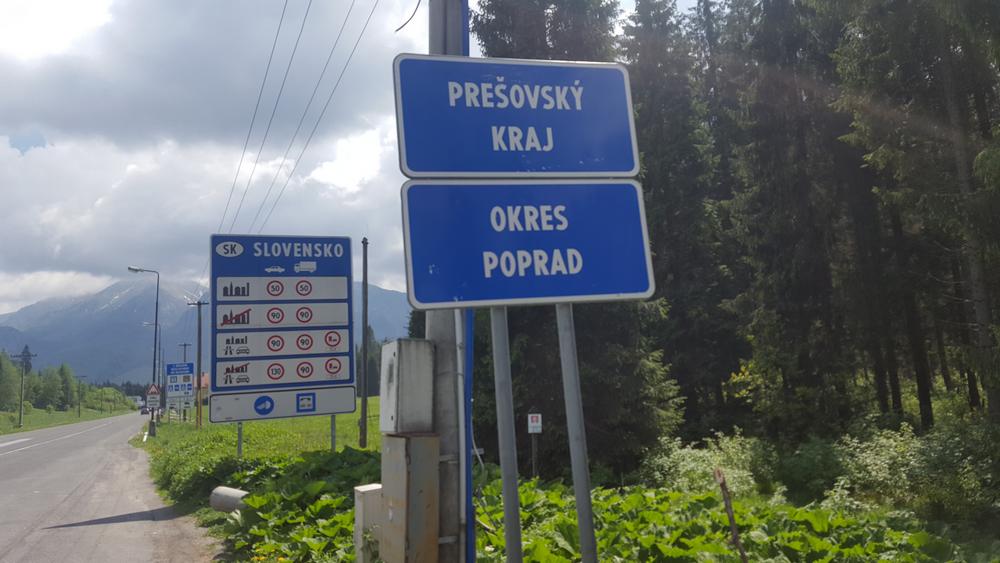 PREŠOVSKÝ
KRAJ
OKRES
POPRAD
SK SLOVENSKO
50 50
90 90
90 90
130 90